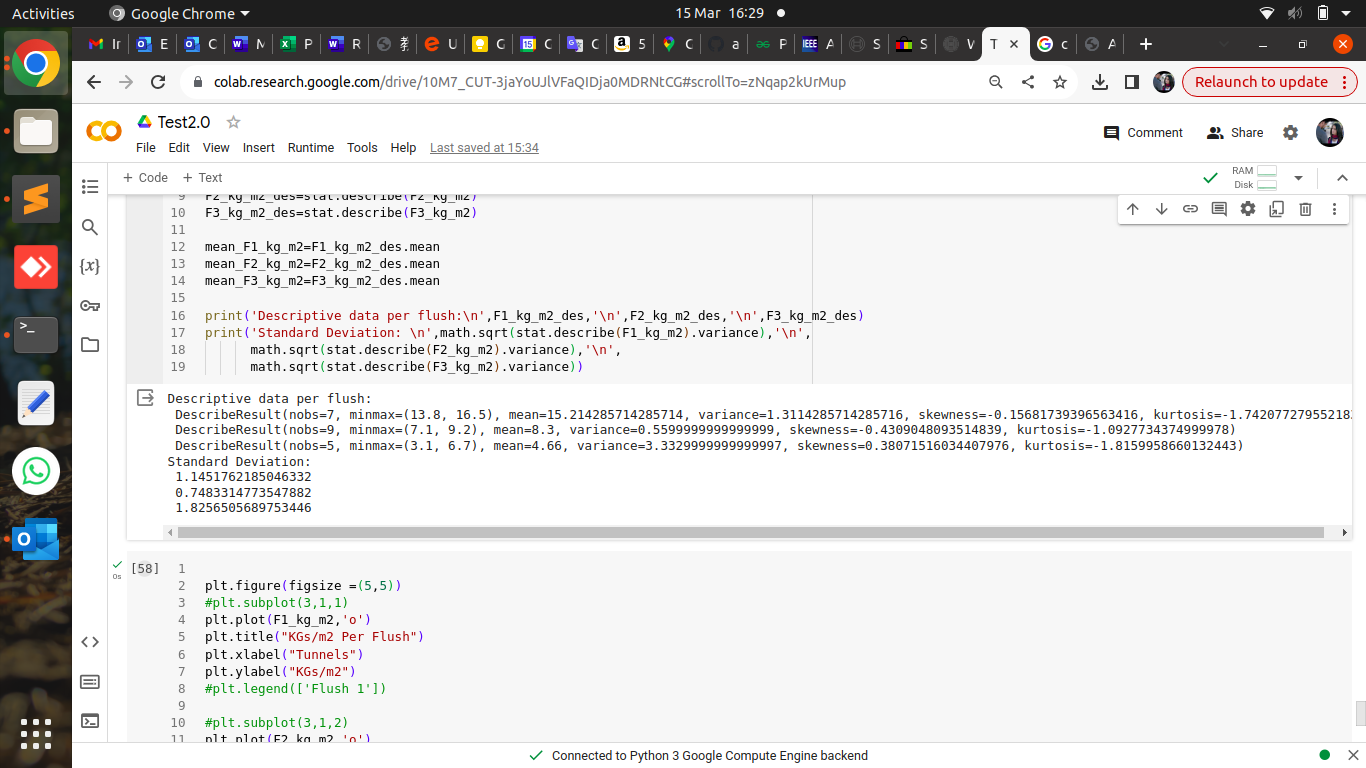 Activities
Google Chrome
15 Mar 16:29
Ir
E
C
M
P
R
U
C
C
C
5
C
a
P
A
S
S
W
T
c
A
colab.research.google.com/drive/10M7_CUT-3jaYoUJlVFaQIDja0MDRNtCG#scrollTo=zNqap2kUrMup
Relaunch to update
Test2.0
File Edit View Insert Runtime Tools Help Last saved at 15:34
Comment
Share
+ Code + Text
RAM
Disk
9 F2_kg_m2_des=stat.describe(F2_kg_m2)
10 F3_kg_m2_des=stat.describe(F3_kg_m2)
11
12 mean_F1_kg_m2=F1_kg_m2_des.mean
13 mean_F2_kg_m2=F2_kg_m2_des.mean
14 mean_F3_kg_m2=F3_kg_m2_des.mean
15
16 print('Descriptive data per flush:\n',F1_kg_m2_des,'\n',F2_kg_m2_des,'\n',F3_kg_m2_des)
17 print('Standard Deviation: \n',math.sqrt(stat.describe(F1_kg_m2).variance),'\n',
18 math.sqrt(stat.describe(F2_kg_m2).variance),'\n',
19 math.sqrt(stat.describe(F3_kg_m2).variance))
Descriptive data per flush:
DescribeResult(nobs=7, minmax=(13.8, 16.5), mean=15.214285714285714, variance=1.3114285714285716, skewness=-0.15681739396563416, kurtosis=-1.742077279552182
DescribeResult(nobs=9, minmax=(7.1, 9.2), mean=8.3, variance=0.5599999999999999, skewness=-0.4309048093514839, kurtosis=-1.0927734374999978)
DescribeResult(nobs=5, minmax=(3.1, 6.7), mean=4.66, variance=3.3329999999999997, skewness=0.38071516034407976, kurtosis=-1.8159958660132443)
Standard Deviation:
1.1451762185046332
0.7483314773547882
1.8256505689753446
[58]
0s
1
2 plt.figure(figsize =(5,5))
3 #plt.subplot(3,1,1)
4 plt.plot(F1_kg_m2,'o')
5 plt.title("KGs/m2 Per Flush")
6 plt.xlabel("Tunnels")
7 plt.ylabel("KGs/m2")
8 #plt.legend(['Flush 1'])
9
10 #plt.subplot(3,1,2)
11 plt.plot(F2_kg_m2,'o')
Connected to Python 3 Google Compute Engine backend